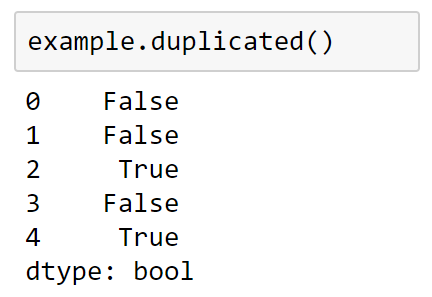 example.duplicated()
0    False
1    False
2     True
3    False
4     True
dtype: bool